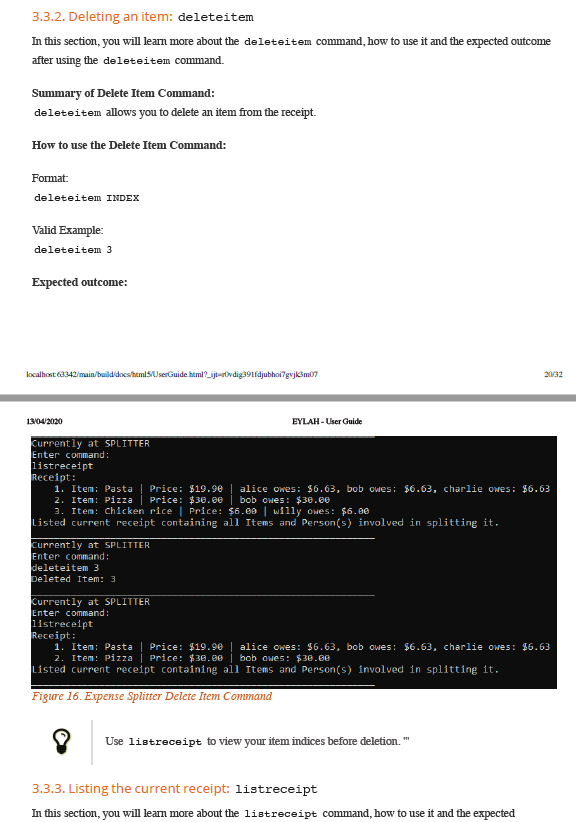 3.3.2. Deleting an item: deleteitem
In this section, you will learn more about the deleteitem command, how to use it and the expected outcome
after using the deleteitem command.
Summary of Delete Item Command:
deleteitem allows you to delete an item from the receipt.
How to use the Delete Item Command:
Format:
deleteitem INDEX
Valid Example:
deleteitem 3
Expected outcome:
localhost:63342/main/build/docs/html5/UserGuide.html?_ijt=r0vdig391fdjubhoi7gvjk3m07
20/32
13/04/2020
EYLAH - User Guide
Currently at SPLITTER
Enter command:
listreceipt
Receipt:
1. Item: Pasta | Price: $19.90 | alice owes: $6.63, bob owes: $6.63, charlie owes: $6.63
2. Item: Pizza | Price: $30.00 | bob owes: $30.00
3. Item: Chicken rice | Price: $6.00 | willy owes: $6.00
Listed current receipt containing all Items and Person(s) involved in splitting it.
Currently at SPLITTER
Enter command:
deleteitem 3
Deleted Item: 3
Currently at SPLITTER
Enter command:
listreceipt
Receipt:
1. Item: Pasta | Price: $19.90 | alice owes: $6.63, bob owes: $6.63, charlie owes: $6.63
2. Item: Pizza | Price: $30.00 | bob owes: $30.00
Listed current receipt containing all Items and Person(s) involved in splitting it.
Figure 16. Expense Splitter Delete Item Command
Use listreceipt to view your item indices before deletion. '"
3.3.3. Listing the current receipt: listreceipt
In this section, you will learn more about the listreceipt command, how to use it and the expected